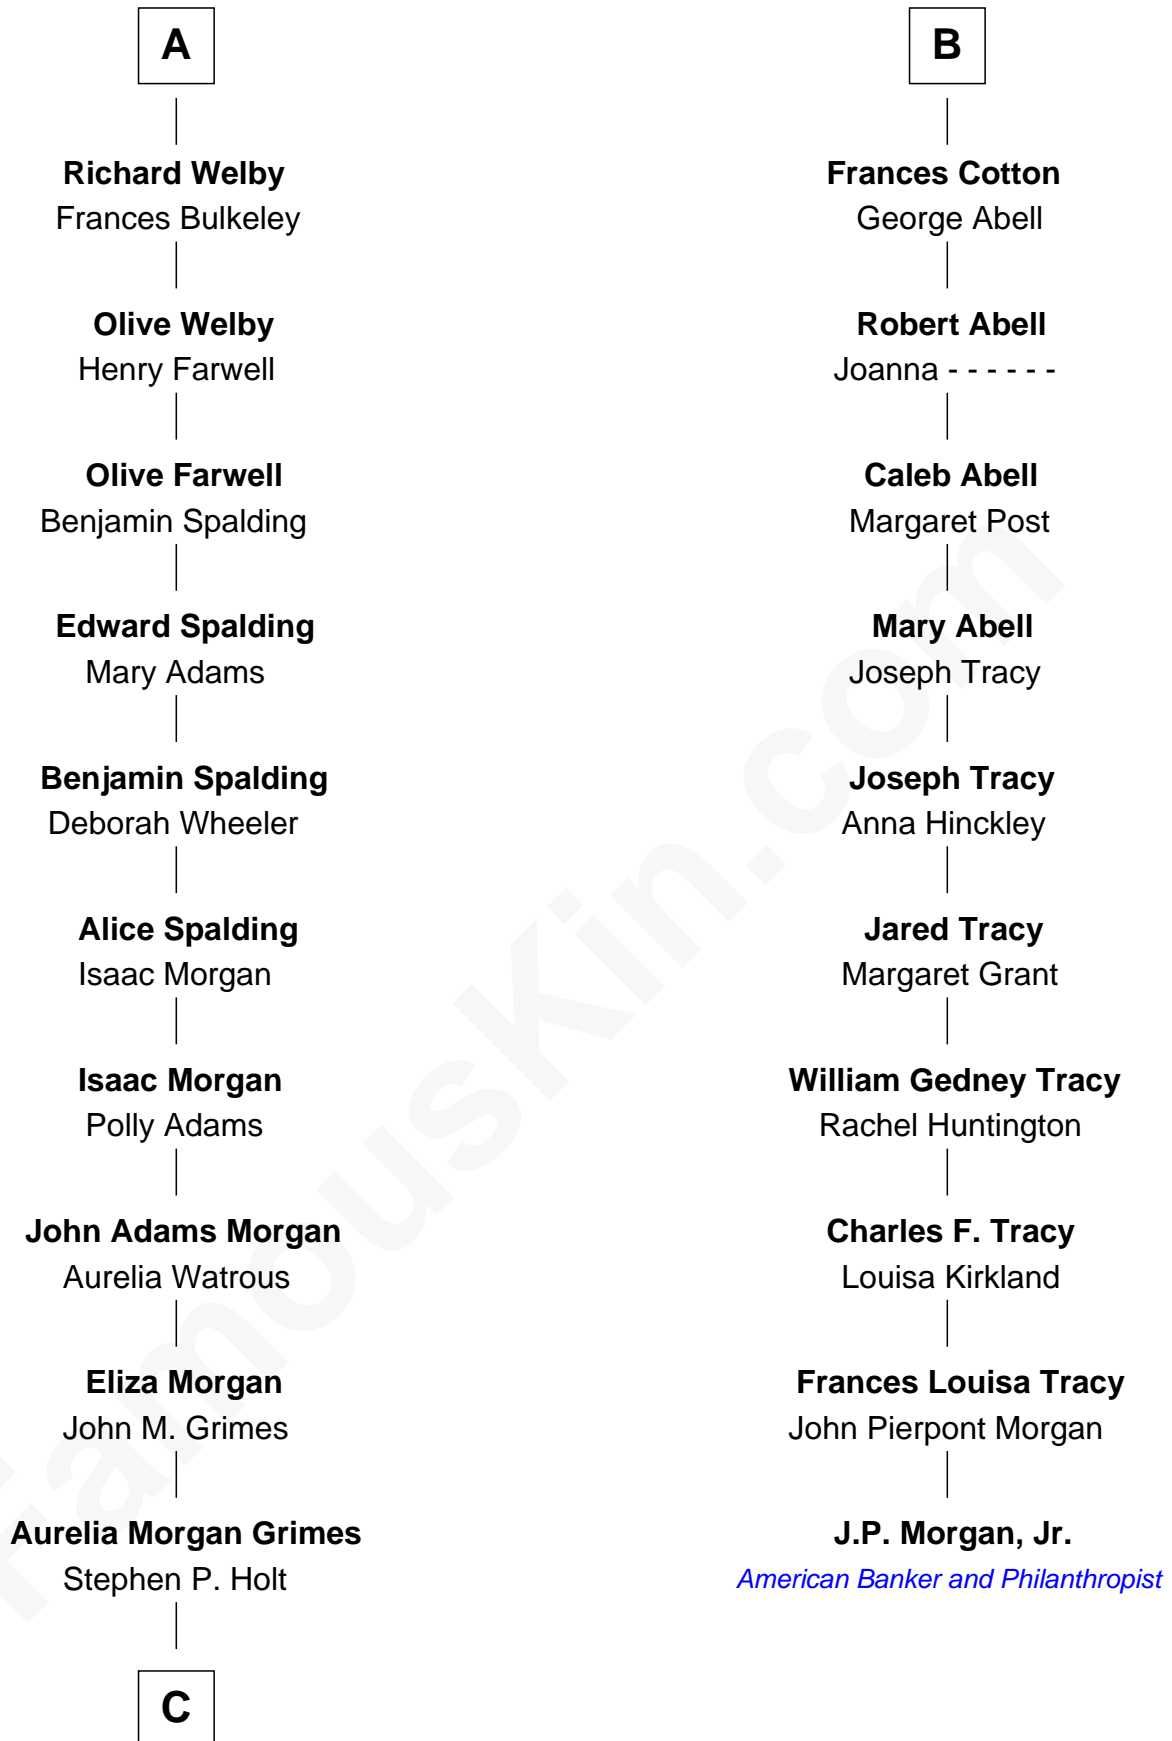 A
Richard Welby
Frances Bulkeley
Olive Welby
Henry Farwell
Olive Farwell
Benjamin Spalding
Edward Spalding
Mary Adams
Benjamin Spalding
Deborah Wheeler
Alice Spalding
Isaac Morgan
Isaac Morgan
Polly Adams
John Adams Morgan
Aurelia Watrous
Eliza Morgan
John M. Grimes
Aurelia Morgan Grimes
Stephen P. Holt
C
B
Frances Cotton
George Abell
Robert Abell
Joanna - - - - - -
Caleb Abell
Margaret Post
Mary Abell
Joseph Tracy
Joseph Tracy
Anna Hinckley
Jared Tracy
Margaret Grant
William Gedney Tracy
Rachel Huntington
Charles F. Tracy
Louisa Kirkland
Frances Louisa Tracy
John Pierpont Morgan
J.P. Morgan, Jr.
American Banker and Philanthropist
FamousKin.com